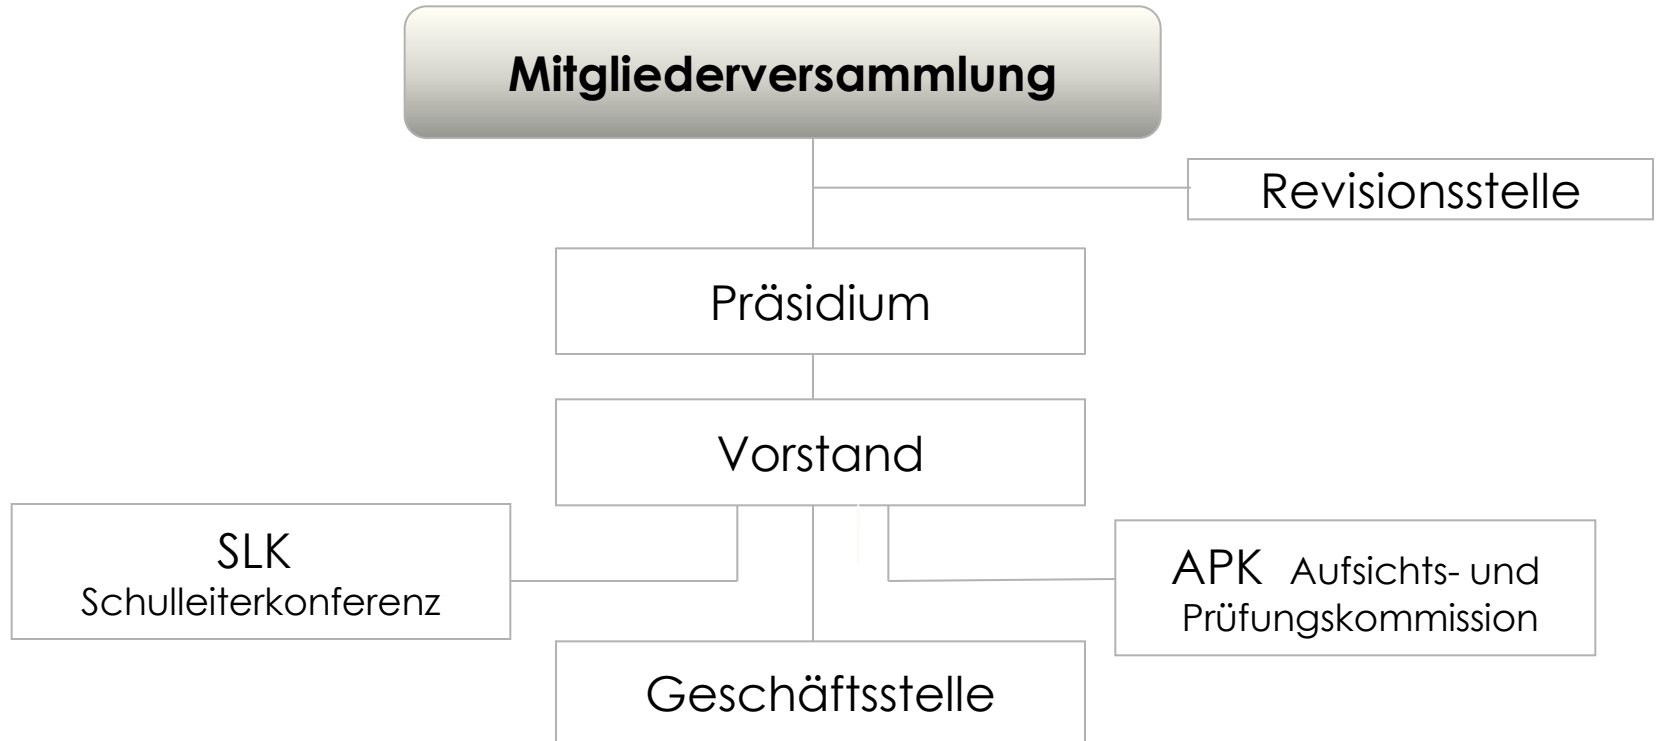 Mitgliederversammlung
Revisionsstelle
Präsidium
Vorstand
SLK
Schulleiterkonferenz
APK Aufsichts- und
Prüfungskommission
Geschäftsstelle